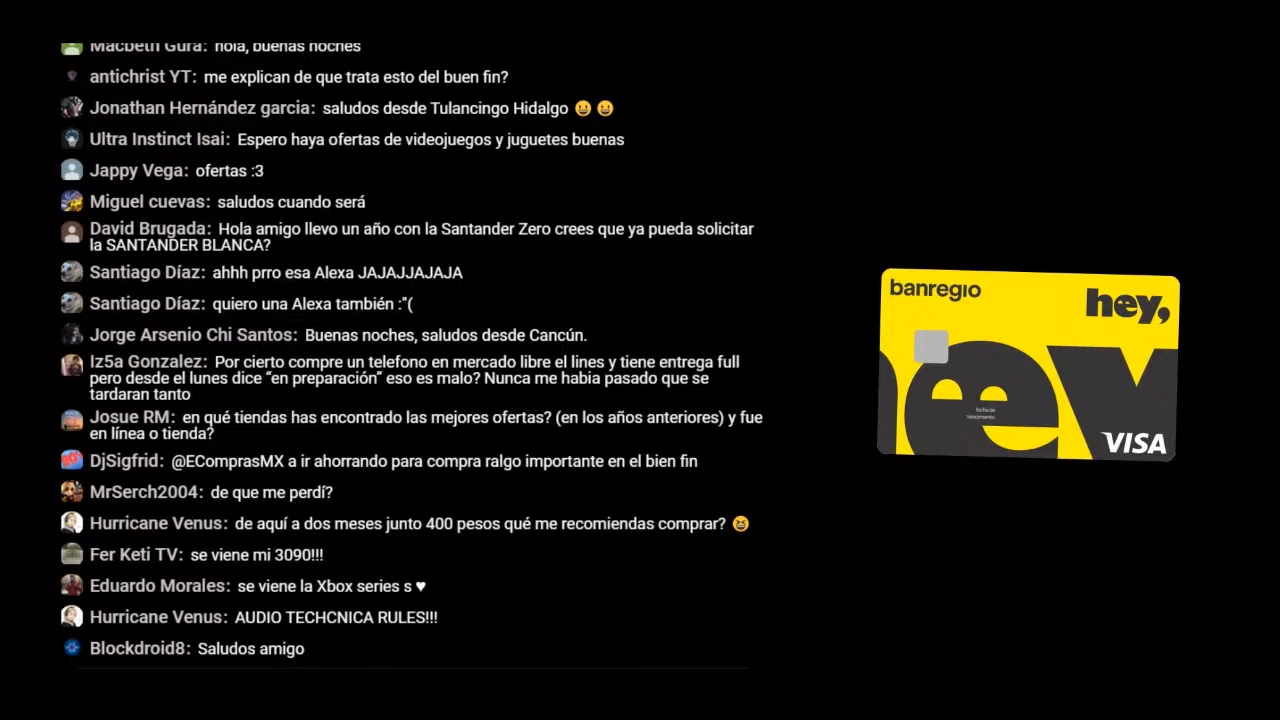 Macbeth Gura: hola, buenas noches
antichrist YT: me explican de que trata esto del buen fin?
Jonathan Hernández garcia: saludos desde Tulancingo Hidalgo 😀 😀
Ultra Instinct Isai: Espero haya ofertas de videojuegos y juguetes buenas
Jappy Vega: ofertas :3
Miguel cuevas: saludos cuando será
David Brugada: Hola amigo llevo un año con la Santander Zero crees que ya pueda solicitar
la SANTANDER BLANCA?
Santiago Díaz: ahhh prro esa Alexa JAJAJJAJAJA
Santiago Díaz: quiero una Alexa también :"(
Jorge Arsenio Chi Santos: Buenas noches, saludos desde Cancún.
Iz5a Gonzalez: Por cierto compre un telefono en mercado libre el lines y tiene entrega full
pero desde el lunes dice “en preparación” eso es malo? Nunca me habia pasado que se
tardaran tanto
Josue RM: en qué tiendas has encontrado las mejores ofertas? (en los años anteriores) y fue
en línea o tienda?
DjSigfrid: @EComprasMX a ir ahorrando para compra ralgo importante en el bien fin
MrSerch2004: de que me perdí?
Hurricane Venus: de aquí a dos meses junto 400 pesos qué me recomiendas comprar? 😆
Fer Keti TV: se viene mi 3090!!!
Eduardo Morales: se viene la Xbox series s ♥
Hurricane Venus: AUDIO TECHCNICA RULES!!!
Blockdroid8: Saludos amigo
banregio
hey,
hey
fecha de
vencimiento
VISA